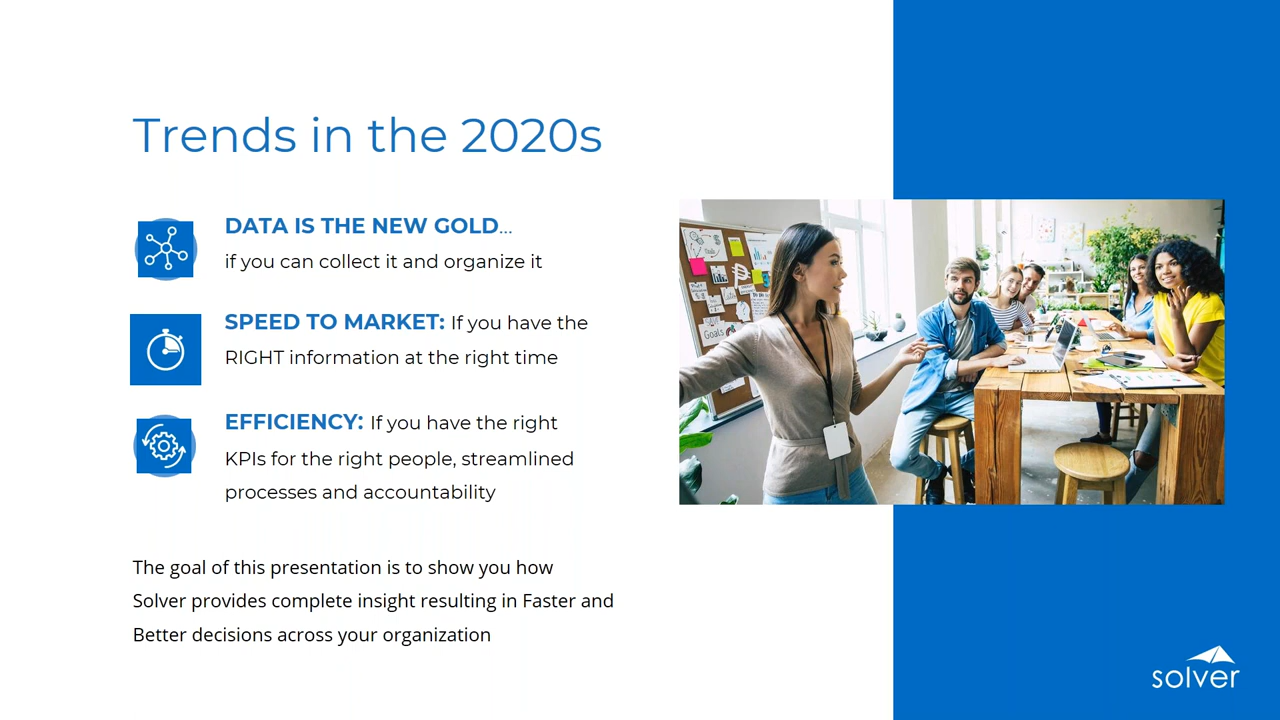 Trends in the 2020s
DATA IS THE NEW GOLD...
if you can collect it and organize it
SPEED TO MARKET: If you have the
RIGHT information at the right time
EFFICIENCY: If you have the right
KPIs for the right people, streamlined
processes and accountability
The goal of this presentation is to show you how
Solver provides complete insight resulting in Faster and
Better decisions across your organization
Goals
solver